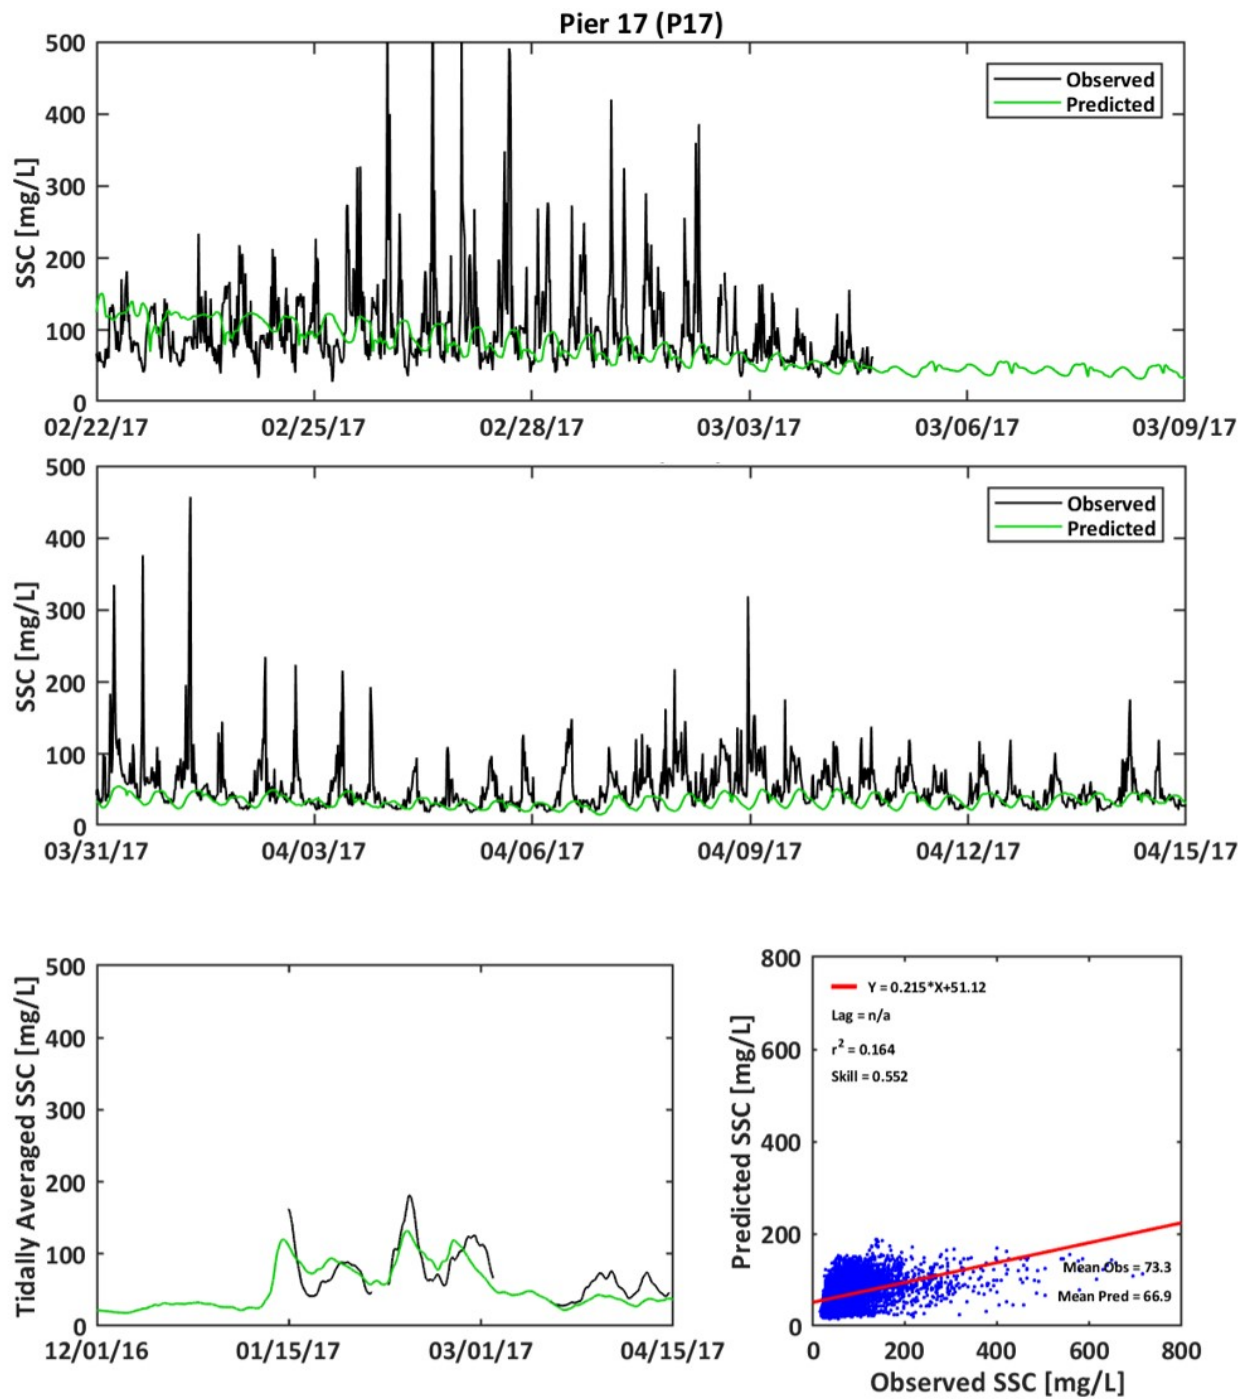 Pier 17 (P17)
500
400
300
200
100
0
SSC [mg/L]
Observed
Predicted
02/22/17 02/25/17 02/28/17 03/03/17 03/06/17 03/09/17
500
400
300
200
100
0
SSC [mg/L]
Observed
Predicted
03/31/17 04/03/17 04/06/17 04/09/17 04/12/17 04/15/17
500
400
300
200
100
0
Tidally Averaged SSC [mg/L]
12/01/16 01/15/17 03/01/17 04/15/17
800
600
400
200
0
Predicted SSC [mg/L]
Y = 0.215*X+51.12
Lag = n/a
r² = 0.164
Skill = 0.552
Mean Obs = 73.3
Mean Pred = 66.9
0 200 400 600 800
Observed SSC [mg/L]